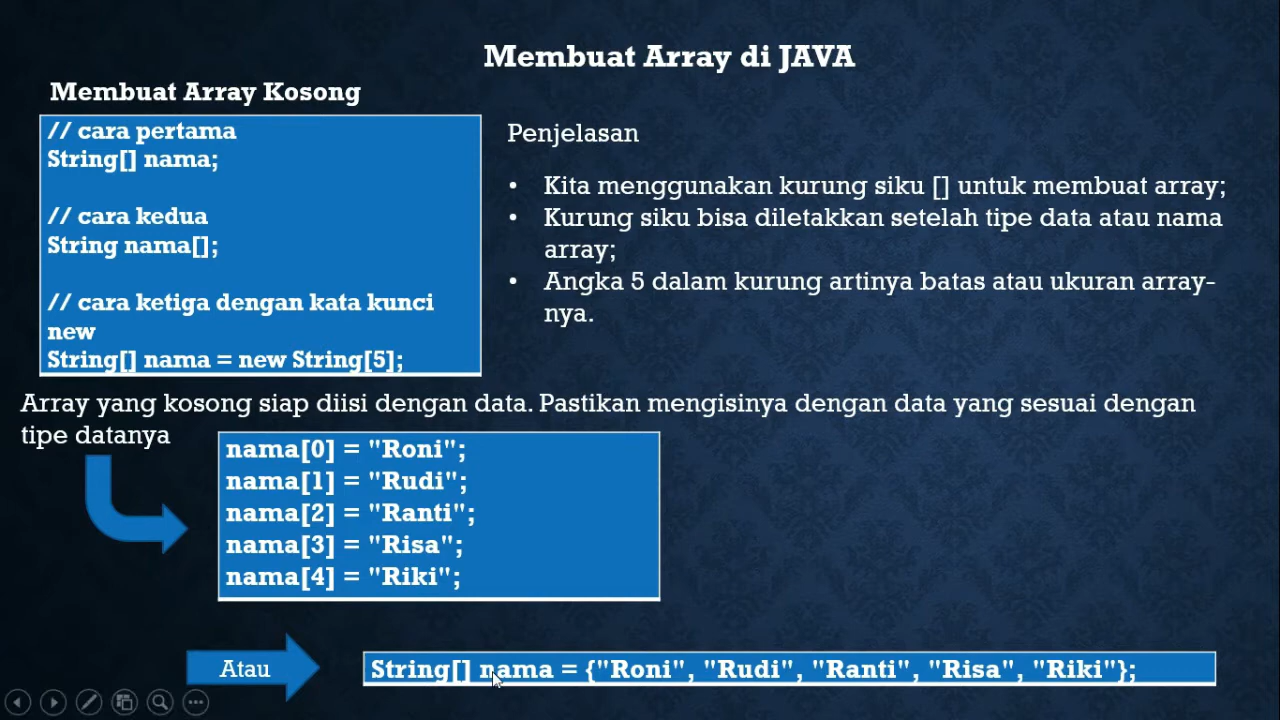 Membuat Array di JAVA
Membuat Array Kosong
// cara pertama
String[] nama;
// cara kedua
String nama[];
// cara ketiga dengan kata kunci
new
String[] nama = new String[5];
Penjelasan
• Kita menggunakan kurung siku [] untuk membuat array;
• Kurung siku bisa diletakkan setelah tipe data atau nama
array;
• Angka 5 dalam kurung artinya batas atau ukuran array-
nya.
Array yang kosong siap diisi dengan data. Pastikan mengisinya dengan data yang sesuai dengan
tipe datanya
nama[0] = "Roni";
nama[1] = "Rudi";
nama[2] = "Ranti";
nama[3] = "Risa";
nama[4] = "Riki";
Atau
String[] nama = {"Roni", "Rudi", "Ranti", "Risa", "Riki"};